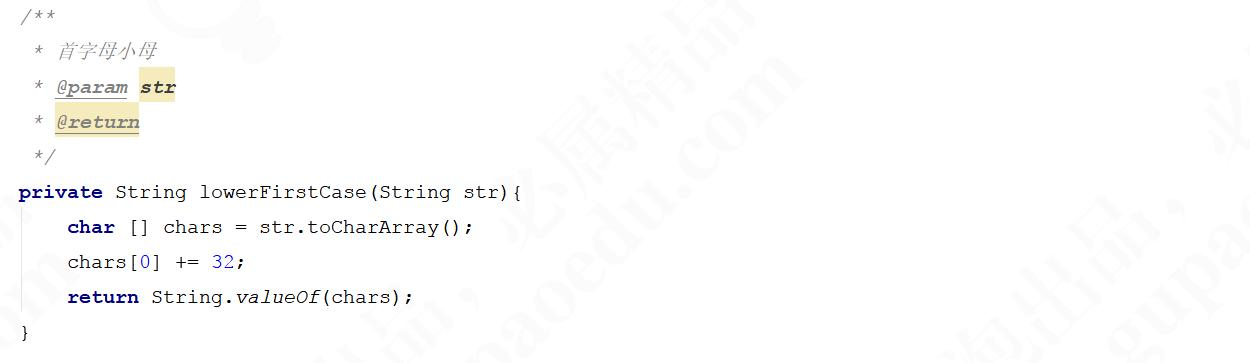 /**
* 首字母小母
* @param str
* @return
*/
private String lowerFirstCase(String str){
char [] chars = str.toCharArray();
chars[0] += 32;
return String.valueOf(chars);
}